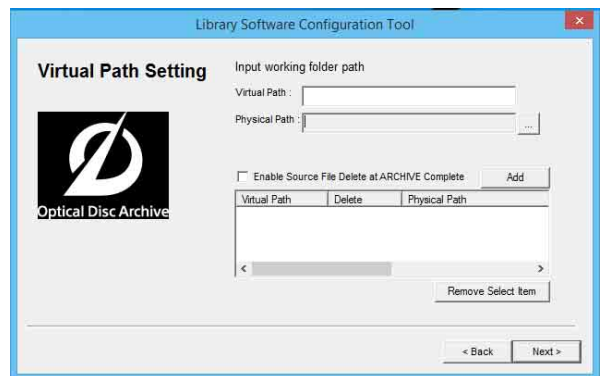 Library Software Configuration Tool
Virtual Path Setting
Input working folder path
Virtual Path :
Physical Path :
...
Optical Disc Archive
Enable Source File Delete at ARCHIVE Complete
Add
Virtual Path Delete Physical Path
Remove Select Item
< Back Next >